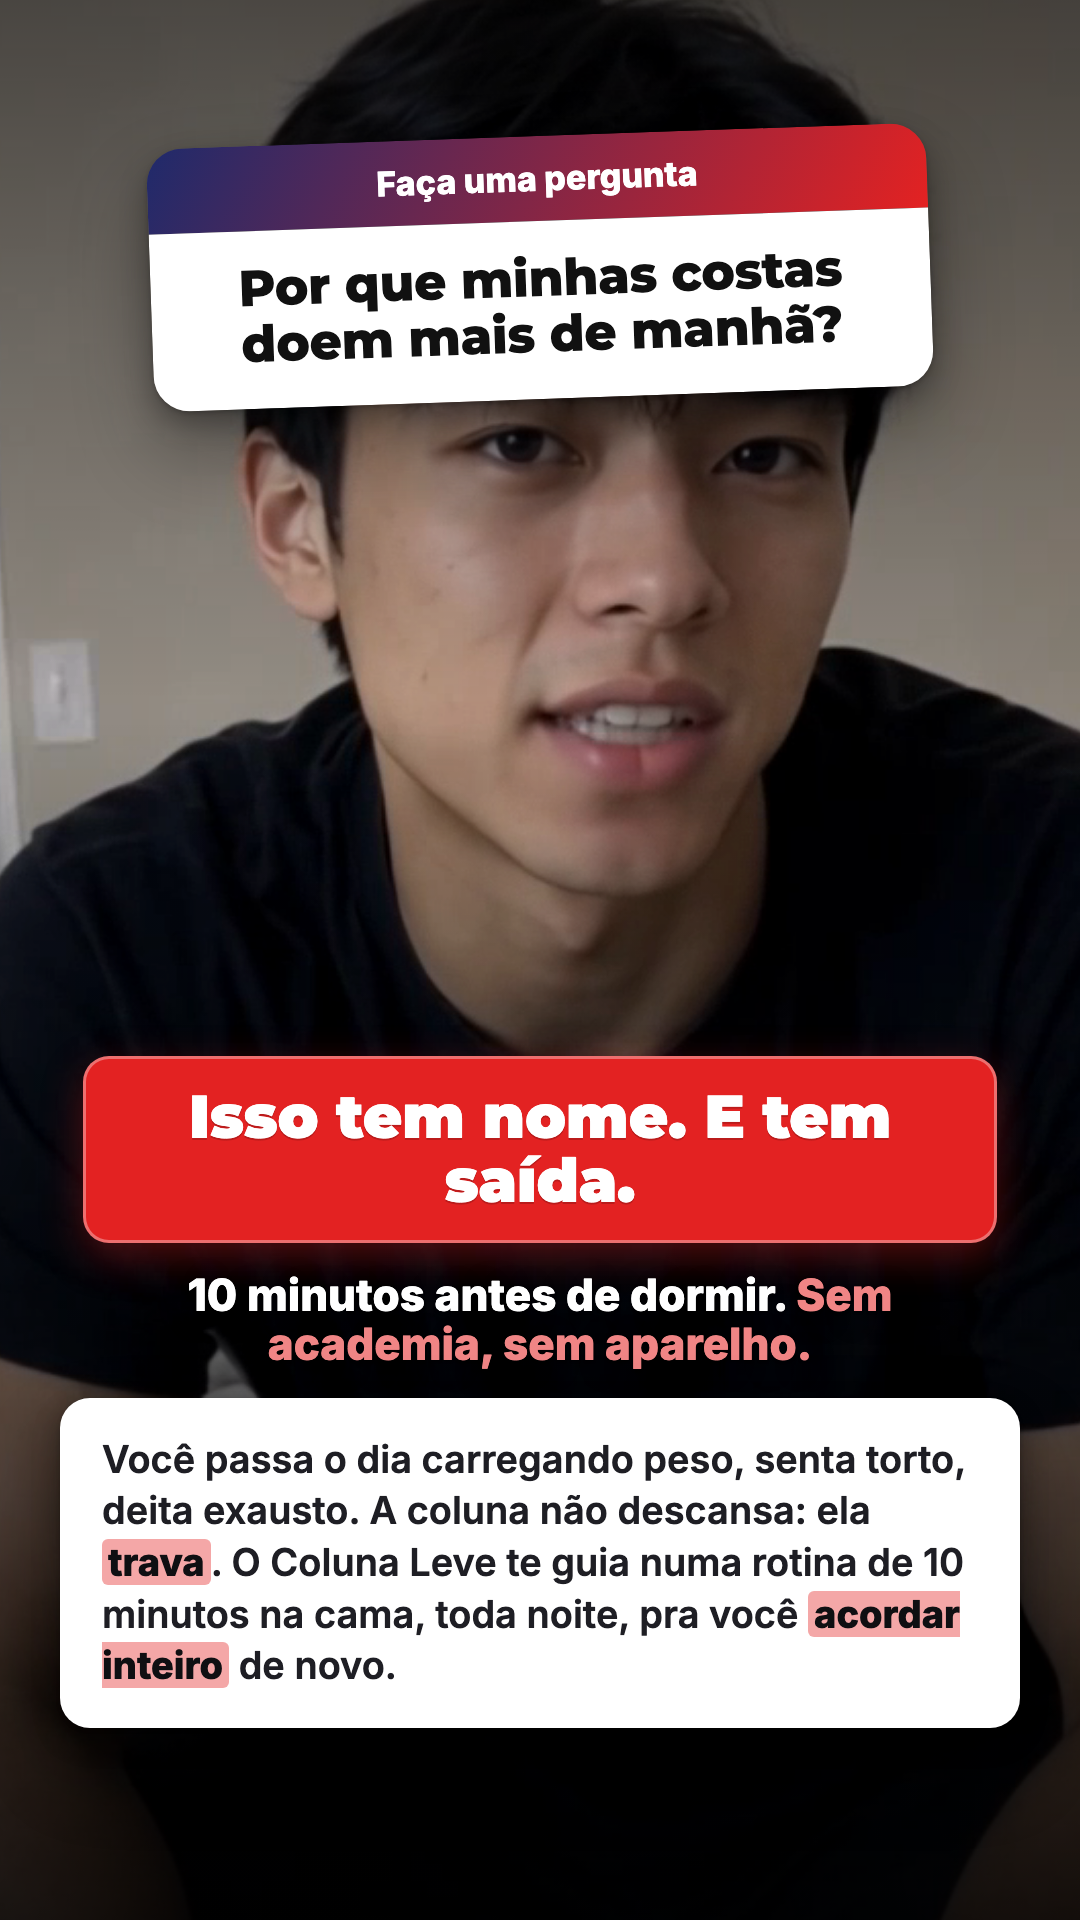 Faça uma pergunta
Por que minhas costas
doem mais de manhã?
Isso tem nome. E tem
saída.
10 minutos antes de dormir. Sem
academia, sem aparelho.
Você passa o dia carregando peso, senta torto,
deita exausto. A coluna não descansa: ela
trava. O Coluna Leve te guia numa rotina de 10
minutos na cama, toda noite, pra você acordar
inteiro de novo.